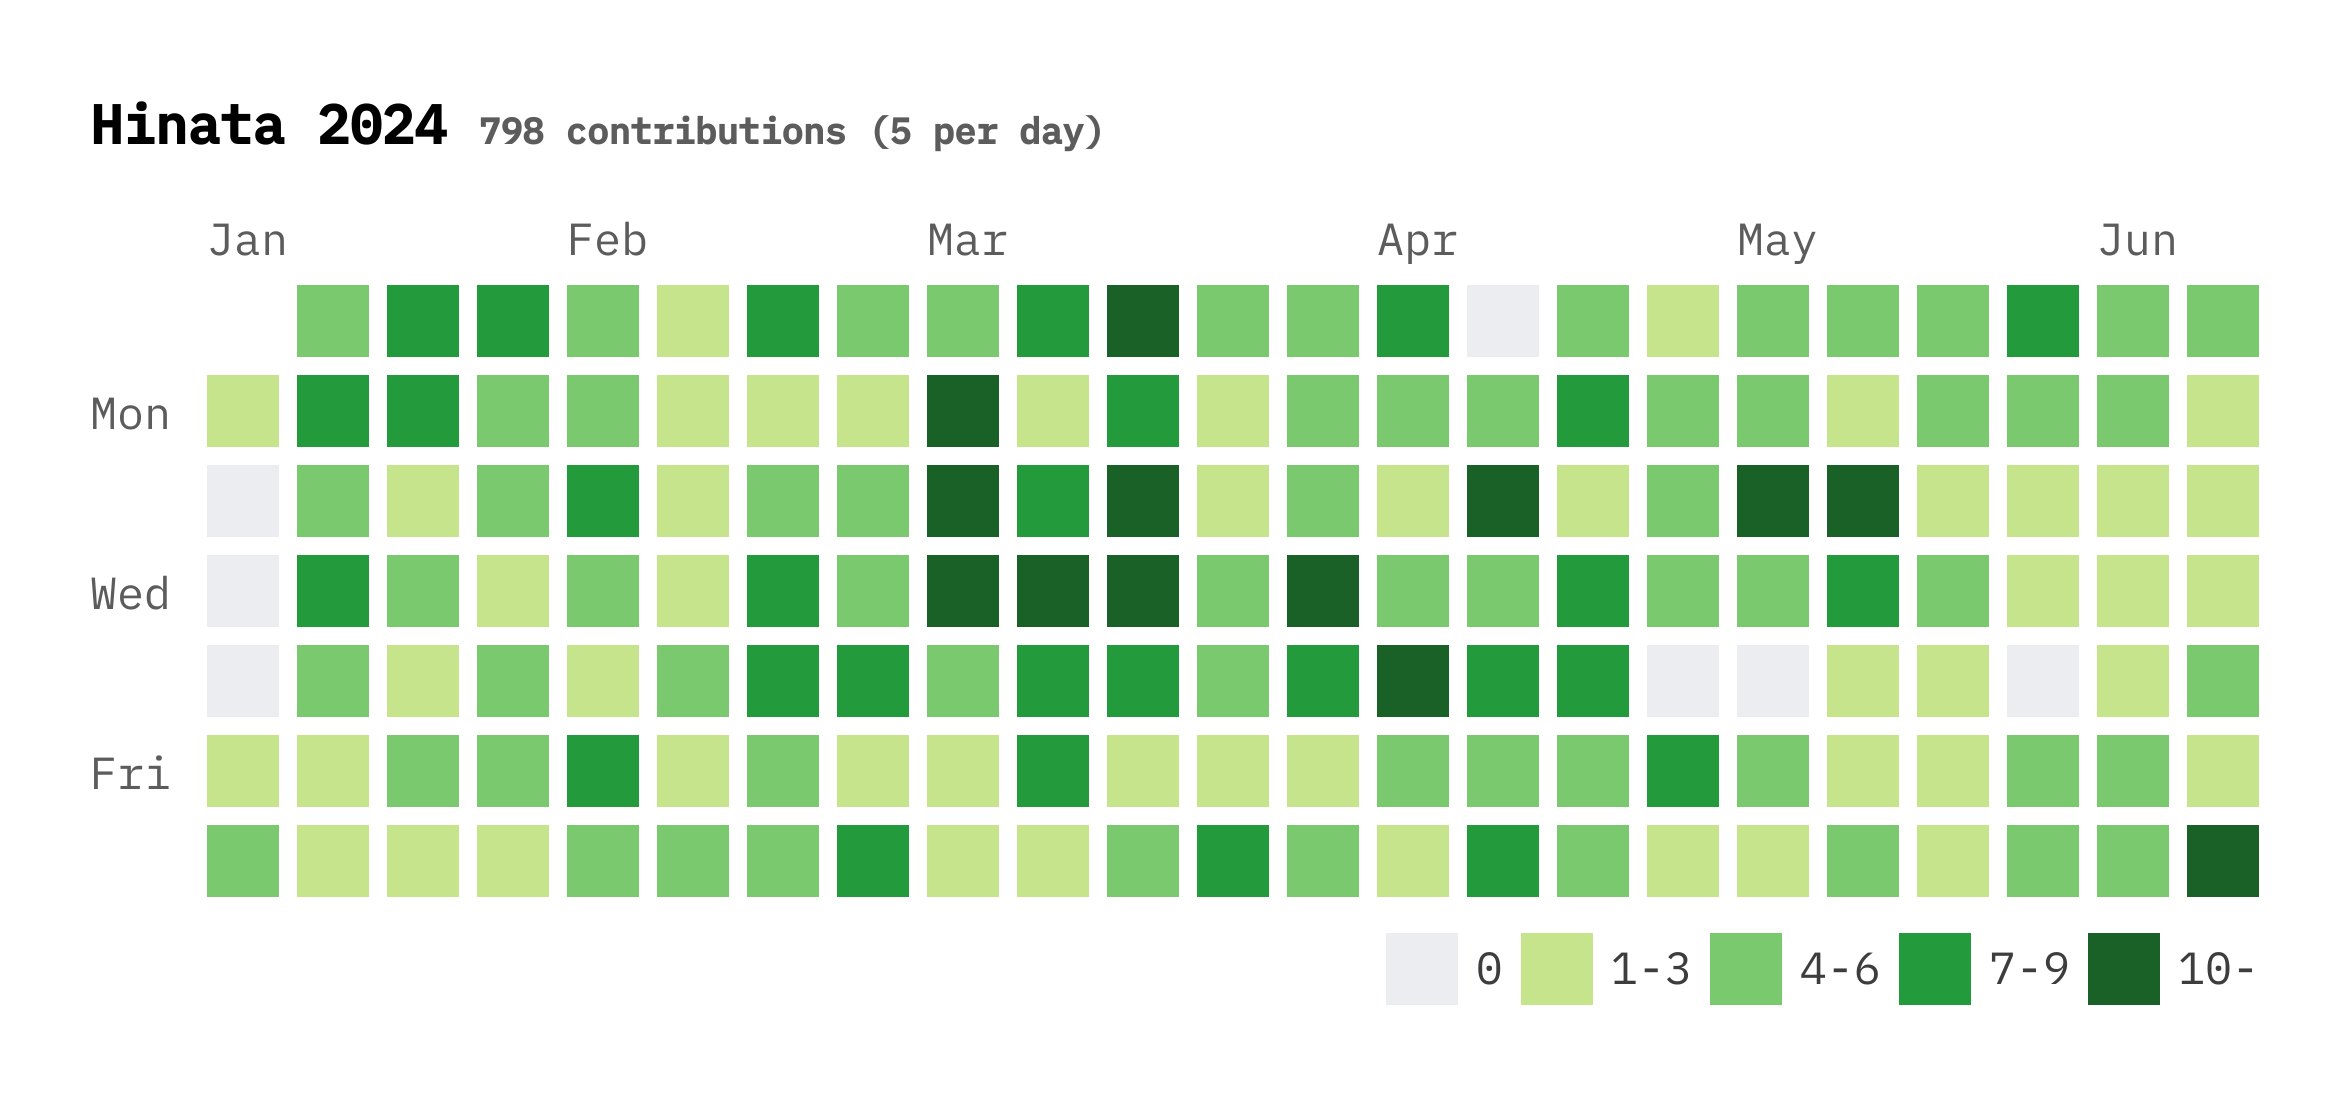 Hinata 2024 798 contributions (5 per day)
Jan Feb Mar Apr May Jun
Mon
Wed
Fri
0 1-3 4-6 7-9 10-